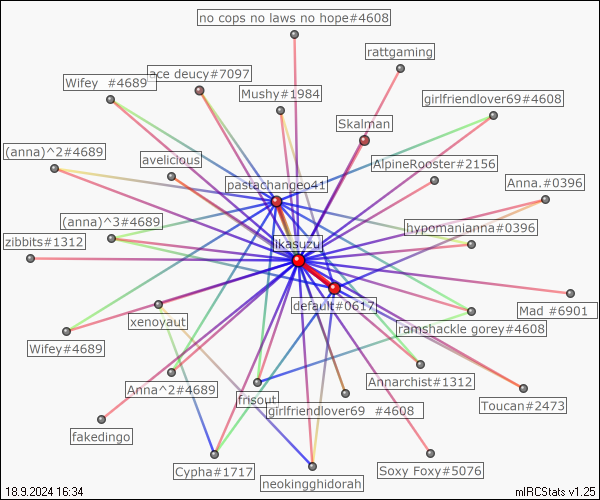 no cops no laws no hope#4608
rattgaming
ace deucy#7097
Wifey  #4689
Mushy#1984
girlfriendlover69#4608
Skalman
(anna)^2#4689
avelicious
AlpineRooster#2156
pastachangeo41
Anna.#0396
(anna)^3#4689
hypomanianna#0396
zibbits#1312
likasuzu
default#0617
Mad #6901
xenoyaut
ramshackle gorey#4608
Wifey#4689
Anna^2#4689
Annarchist#1312
frisout
girlfriendlover69  #4608
Toucan#2473
fakedingo
Cypha#1717
Soxy Foxy#5076
neokingghidorah
18.9.2024 16:34
mIRCStats v1.25